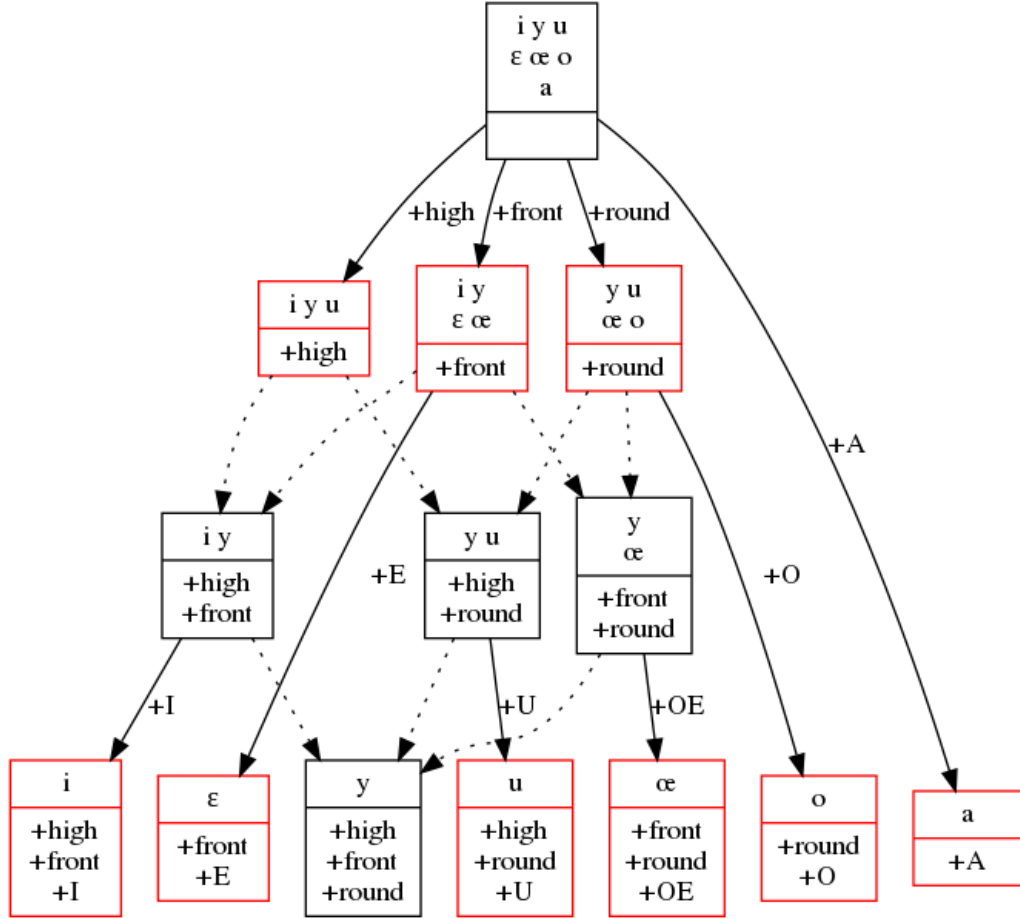 i y u
ɛ œ o
a
+high
+front
+round
i y u
+high
i y
ɛ œ
+front
y u
œ o
+round
+A
i y
+high
+front
+E
y u
+high
+round
y
œ
+front
+round
+O
+I
+U
+OE
i
+high
+front
+I
ɛ
+front
+E
y
+high
+front
+round
u
+high
+round
+U
œ
+front
+round
+OE
o
+round
+O
a
+A